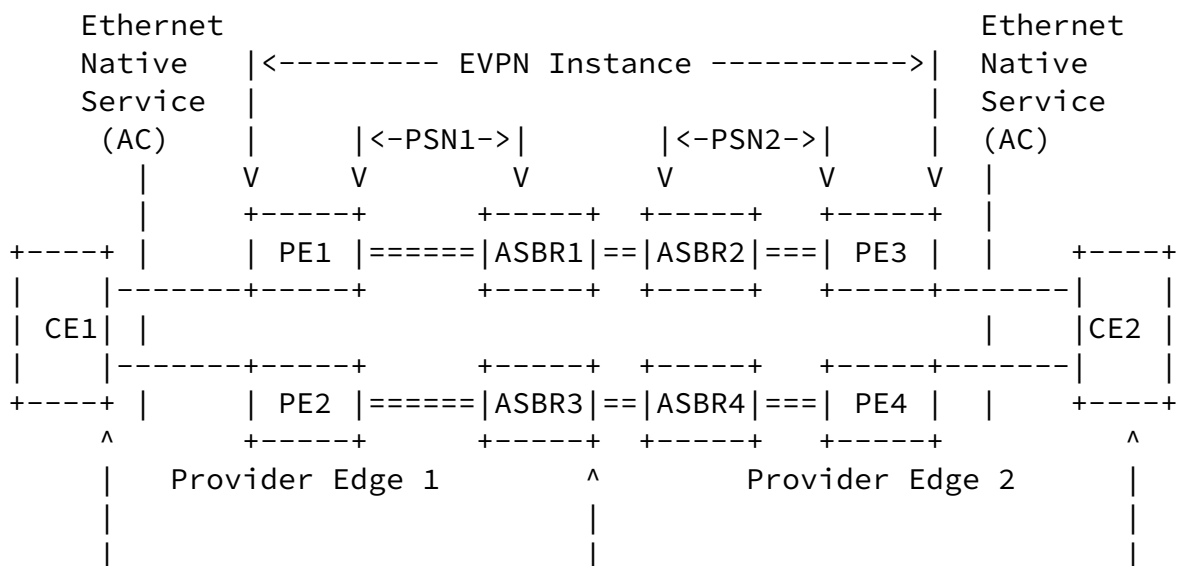 Ethernet Ethernet
Native |<--------- EVPN Instance ----------->| Native
Service | | Service
(AC) | |<-PSN1->| |<-PSN2->| | (AC)
| V V V V V V |
| +-----+ +-----+ +-----+ +-----+ |
+----+ | | PE1 |======|ASBR1|==|ASBR2|===| PE3 | | +----+
| |-------+-----+ +-----+ +-----+ +-----+-------| |
| CE1| | | |CE2 |
| |-------+-----+ +-----+ +-----+ +-----+-------| |
+----+ | | PE2 |======|ASBR3|==|ASBR4|===| PE4 | | +----+
^ +-----+ +-----+ +-----+ +-----+ ^
| Provider Edge 1 ^ Provider Edge 2 |
| | |
| | |